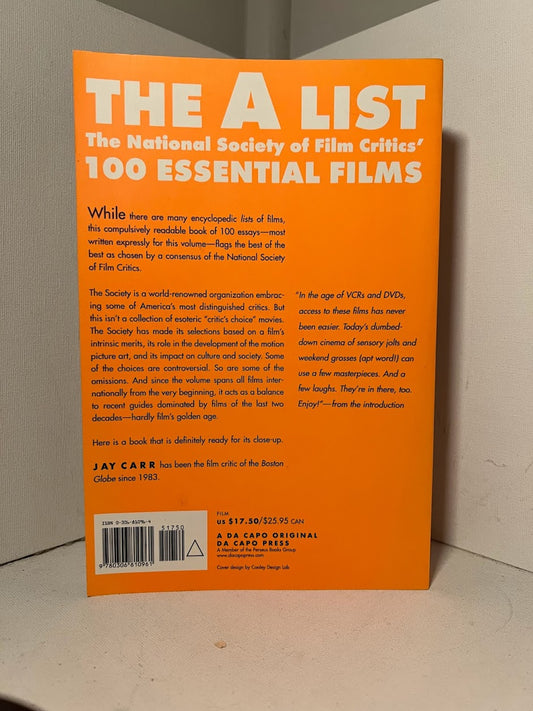 THE A LIST
The National Society of Film Critics'
100 ESSENTIAL FILMS
While there are many encyclopedic lists of films,
this compulsively readable book of 100 essays—most
written expressly for this volume—flags the best of the
best as chosen by a consensus of the National Society
of Film Critics.
The Society is a world-renowned organization embrac-
ing some of America's most distinguished critics. But
this isn't a collection of esoteric "critic's choice" movies.
The Society has made its selections based on a film's
intrinsic merits, its role in the development of the motion
picture art, and its impact on culture and society. Some
of the choices are controversial. So are some of the
omissions. And since the volume spans all films inter-
nationally from the very beginning, it acts as a balance
to recent guides dominated by films of the last two
decades—hardly film's golden age.
Here is a book that is definitely ready for its close-up.
JAY CARR has been the film critic of the Boston
Globe since 1983.
"In the age of VCRs and DVDs,
access to these films has never
been easier. Today's dumbed-
down cinema of sensory jolts and
weekend grosses (apt word!) can
use a few masterpieces. And a
few laughs. They're in there, too.
Enjoy!"—from the introduction
ISBN 0-306-81096-4
51750
9 780306 810961
FILM
US $17.50/$25.95 CAN
A DA CAPO ORIGINAL
DA CAPO PRESS
A Member of the Perseus Books Group
www.dacapopress.com
Cover design by Cooley Design Lab